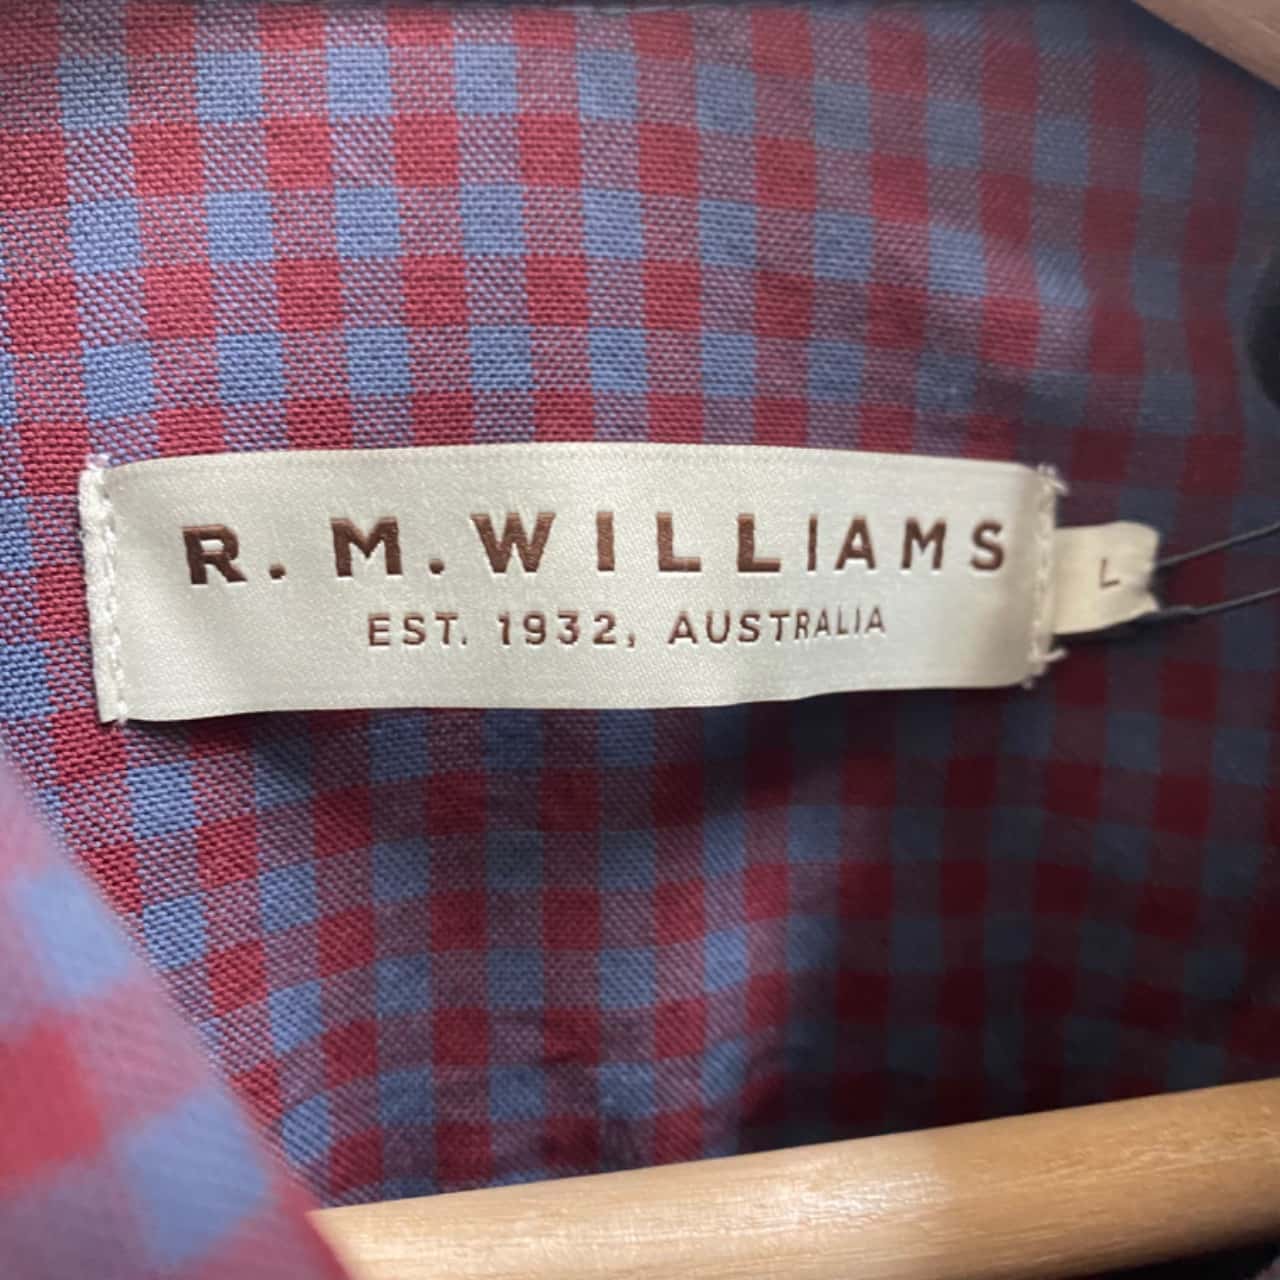 R. M. WILLIAMS
EST. 1932, AUSTRALIA
L